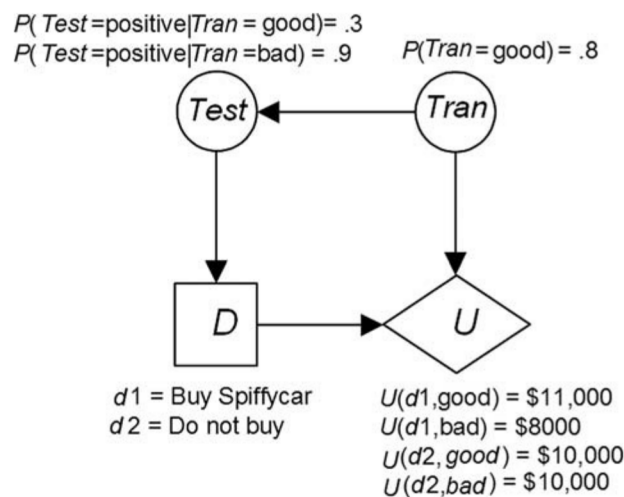 P(Test=positive|Tran=good)=.3
P(Test=positive|Tran=bad) = .9
P(Tran=good) = .8
Test
Tran
D
U
d1 = Buy Spiffycar
d2 = Do not buy
U(d1,good) = $11,000
U(d1,bad) = $8000
U(d2,good) = $10,000
U(d2,bad) = $10,000